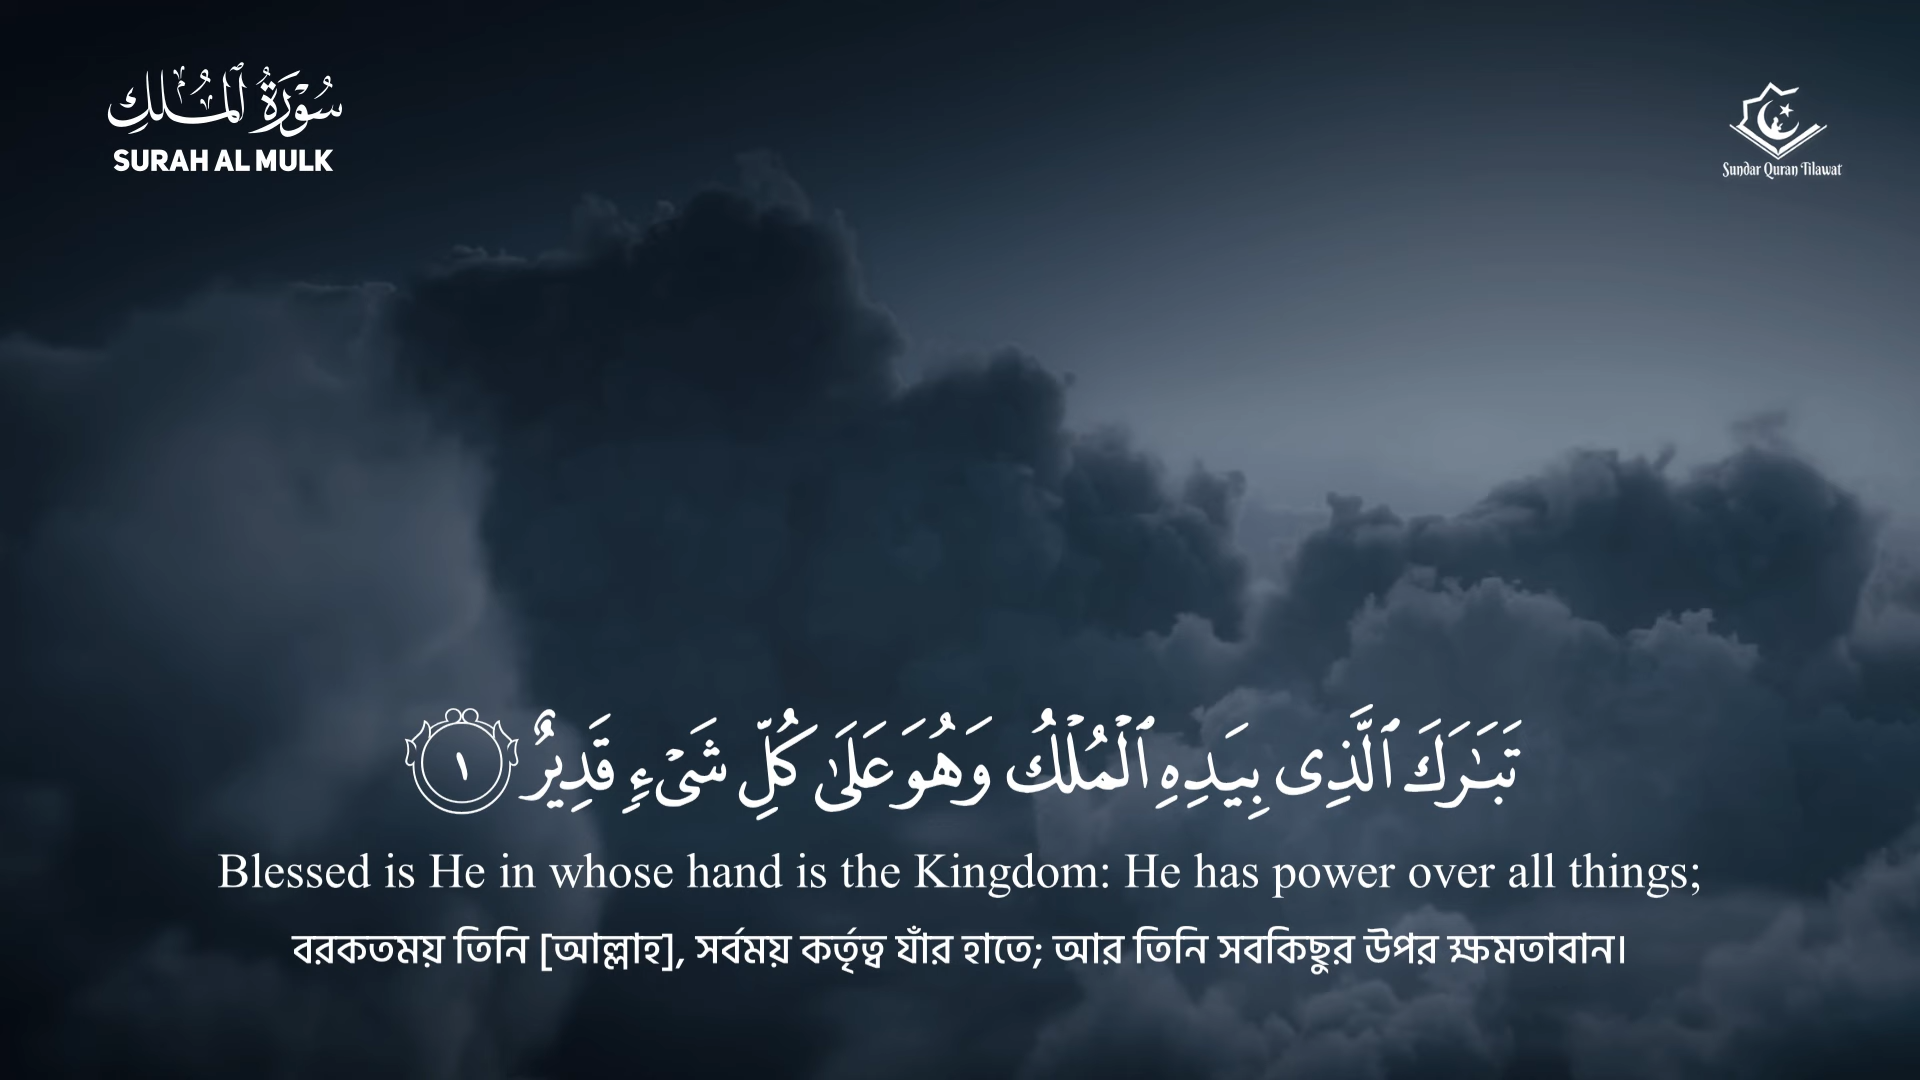 سُورَةُ ٱلْمُلْكِ
SURAH AL MULK
Sundar Quran Tilawat
تَبَـٰرَكَ ٱلَّذِى بِيَدِهِ ٱلْمُلْكُ وَهُوَ عَلَىٰ كُلِّ شَىْءٍ قَدِيرٌ ١
Blessed is He in whose hand is the Kingdom: He has power over all things;
বরকতময় তিনি [আল্লাহ], সর্বময় কর্তৃত্ব যাঁর হাতে; আর তিনি সবকিছুর উপর ক্ষমতাবান।